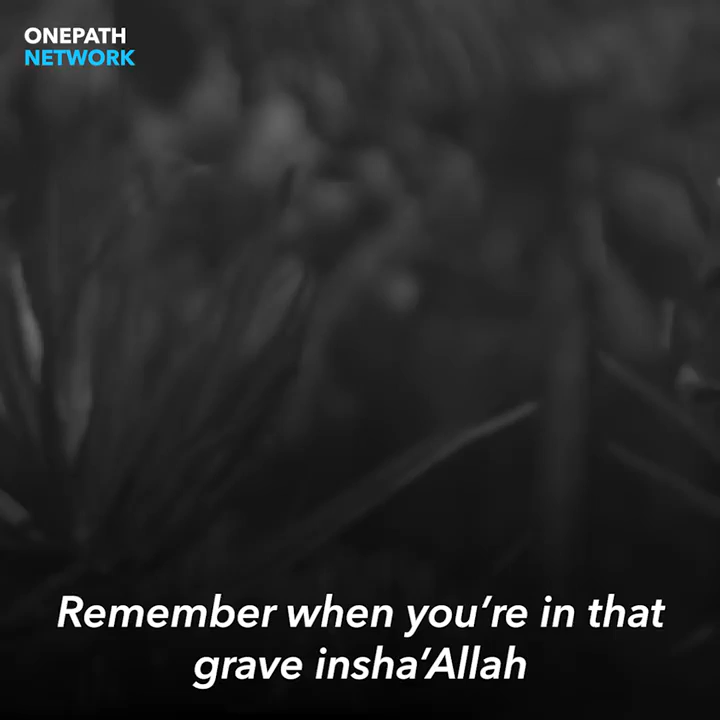 ONEPATH
NETWORK
Remember when you’re in that
grave insha’Allah